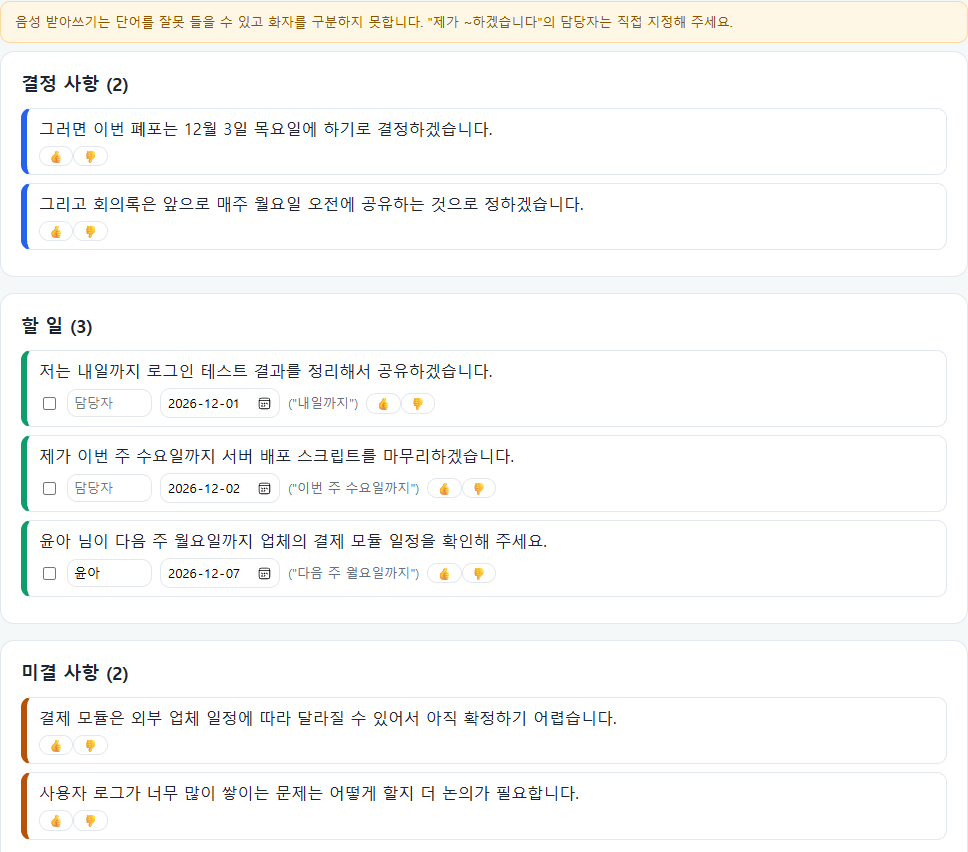 음성 받아쓰기는 단어를 잘못 들을 수 있고 화자를 구분하지 못합니다. "제가 ~하겠습니다"의 담당자는 직접 지정해 주세요.
결정 사항 (2)
그러면 이번 폐포는 12월 3일 목요일에 하기로 결정하겠습니다.
그리고 회의록은 앞으로 매주 월요일 오전에 공유하는 것으로 정하겠습니다.
할 일 (3)
저는 내일까지 로그인 테스트 결과를 정리해서 공유하겠습니다.
담당자 2026-12-01 ("내일까지")
제가 이번 주 수요일까지 서버 배포 스크립트를 마무리하겠습니다.
담당자 2026-12-02 ("이번 주 수요일까지")
윤아 님이 다음 주 월요일까지 업체의 결제 모듈 일정을 확인해 주세요.
윤아 2026-12-07 ("다음 주 월요일까지")
미결 사항 (2)
결제 모듈은 외부 업체 일정에 따라 달라질 수 있어서 아직 확정하기 어렵습니다.
사용자 로그가 너무 많이 쌓이는 문제는 어떻게 할지 더 논의가 필요합니다.